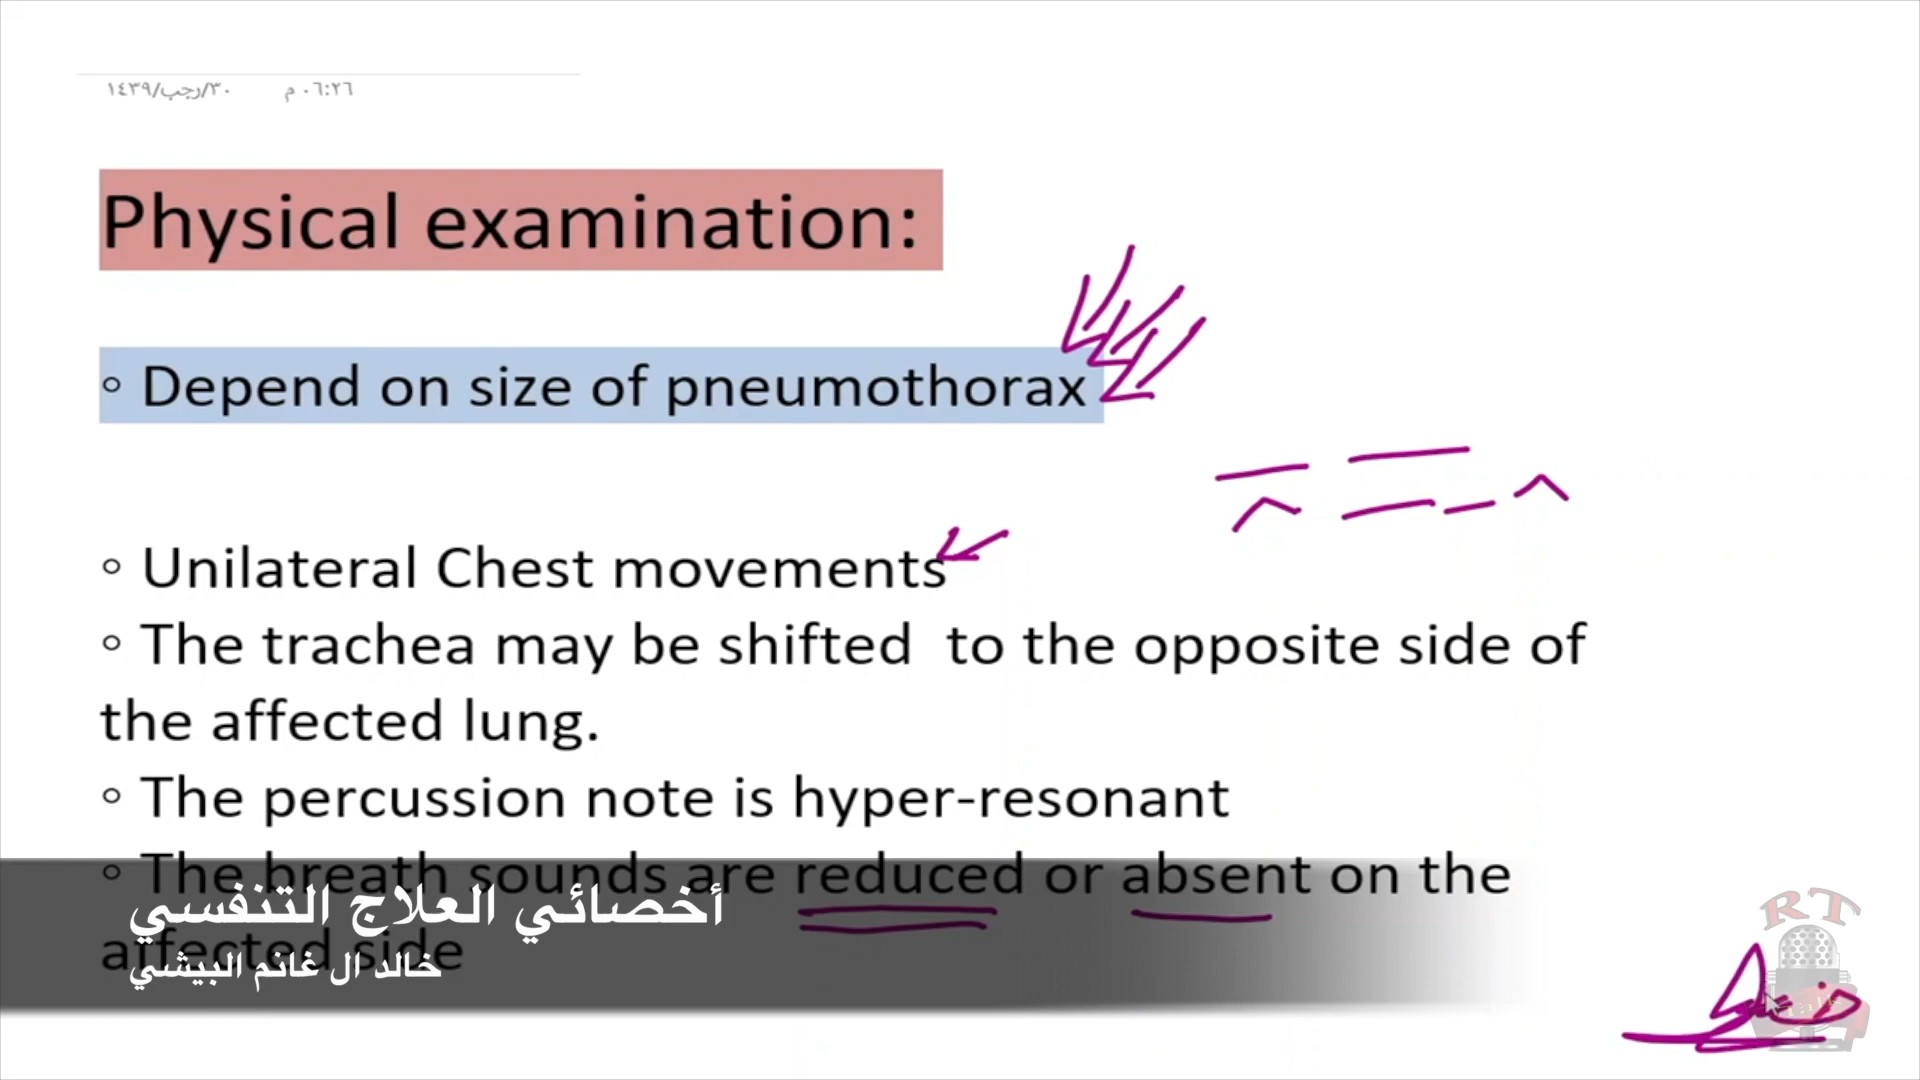 ٣٠/رجب/١٤٣٩ ٠٦:٢٦ م
Physical examination:
◦ Depend on size of pneumothorax
◦ Unilateral Chest movements
◦ The trachea may be shifted to the opposite side of
the affected lung.
◦ The percussion note is hyper-resonant
◦ The breath sounds are reduced or absent on the
affected side
أخصائي العلاج التنفسي
خالد ال غانم البيشي
RT